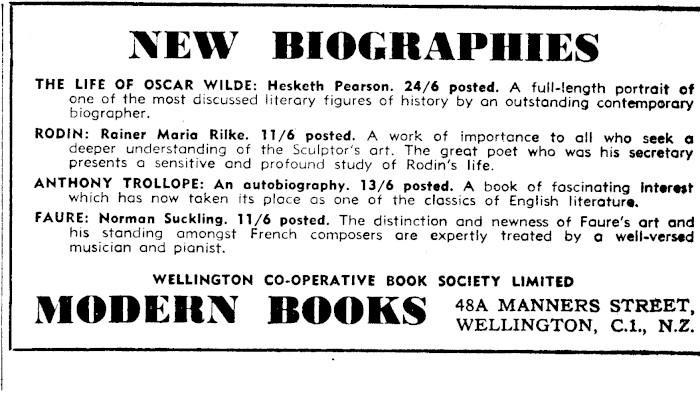 NEW BIOGRAPHIES
THE LIFE OF OSCAR WILDE: Hesketh Pearson. 24/6 posted. A full-length portrait of
one of the most discussed literary figures of history by an outstanding contemporary
biographer.
RODIN: Rainer Maria Rilke. 11/6 posted. A work of importance to all who seek a
deeper understanding of the Sculptor's art. The great poet who was his secretary
presents a sensitive and profound study of Rodin's life.
ANTHONY TROLLOPE: An autobiography. 13/6 posted. A book of fascinating interest
which has now taken its place as one of the classics of English literature.
FAURE: Norman Suckling. 11/6 posted. The distinction and newness of Faure's art and
his standing amongst French composers are expertly treated by a well-versed
musician and pianist.
WELLINGTON CO-OPERATIVE BOOK SOCIETY LIMITED
MODERN BOOKS
48A MANNERS STREET,
WELLINGTON, C.1., N.Z.